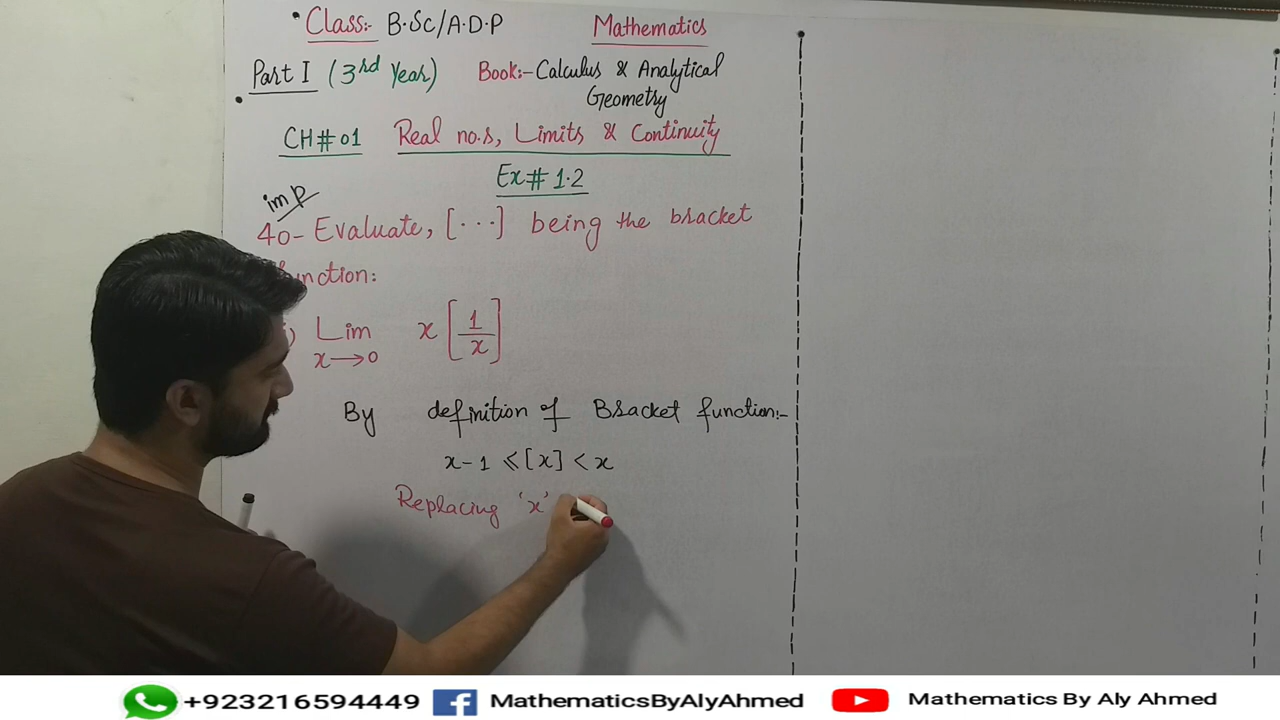 Class:- B.Sc/A.D.P Mathematics
Part I (3rd Year) Book:- Calculus & Analytical
Geometry
CH# 01 Real no.s, Limits & Continuity
Ex# 1.2
imp
40- Evaluate, [...] being the bracket
function:
) Lim x→0 x [1/x]
By definition of Bracket function:-
x-1 ⩽ [x] < x
Replacing 'x'
+923216594449 MathematicsByAlyAhmed Mathematics By Aly Ahmed